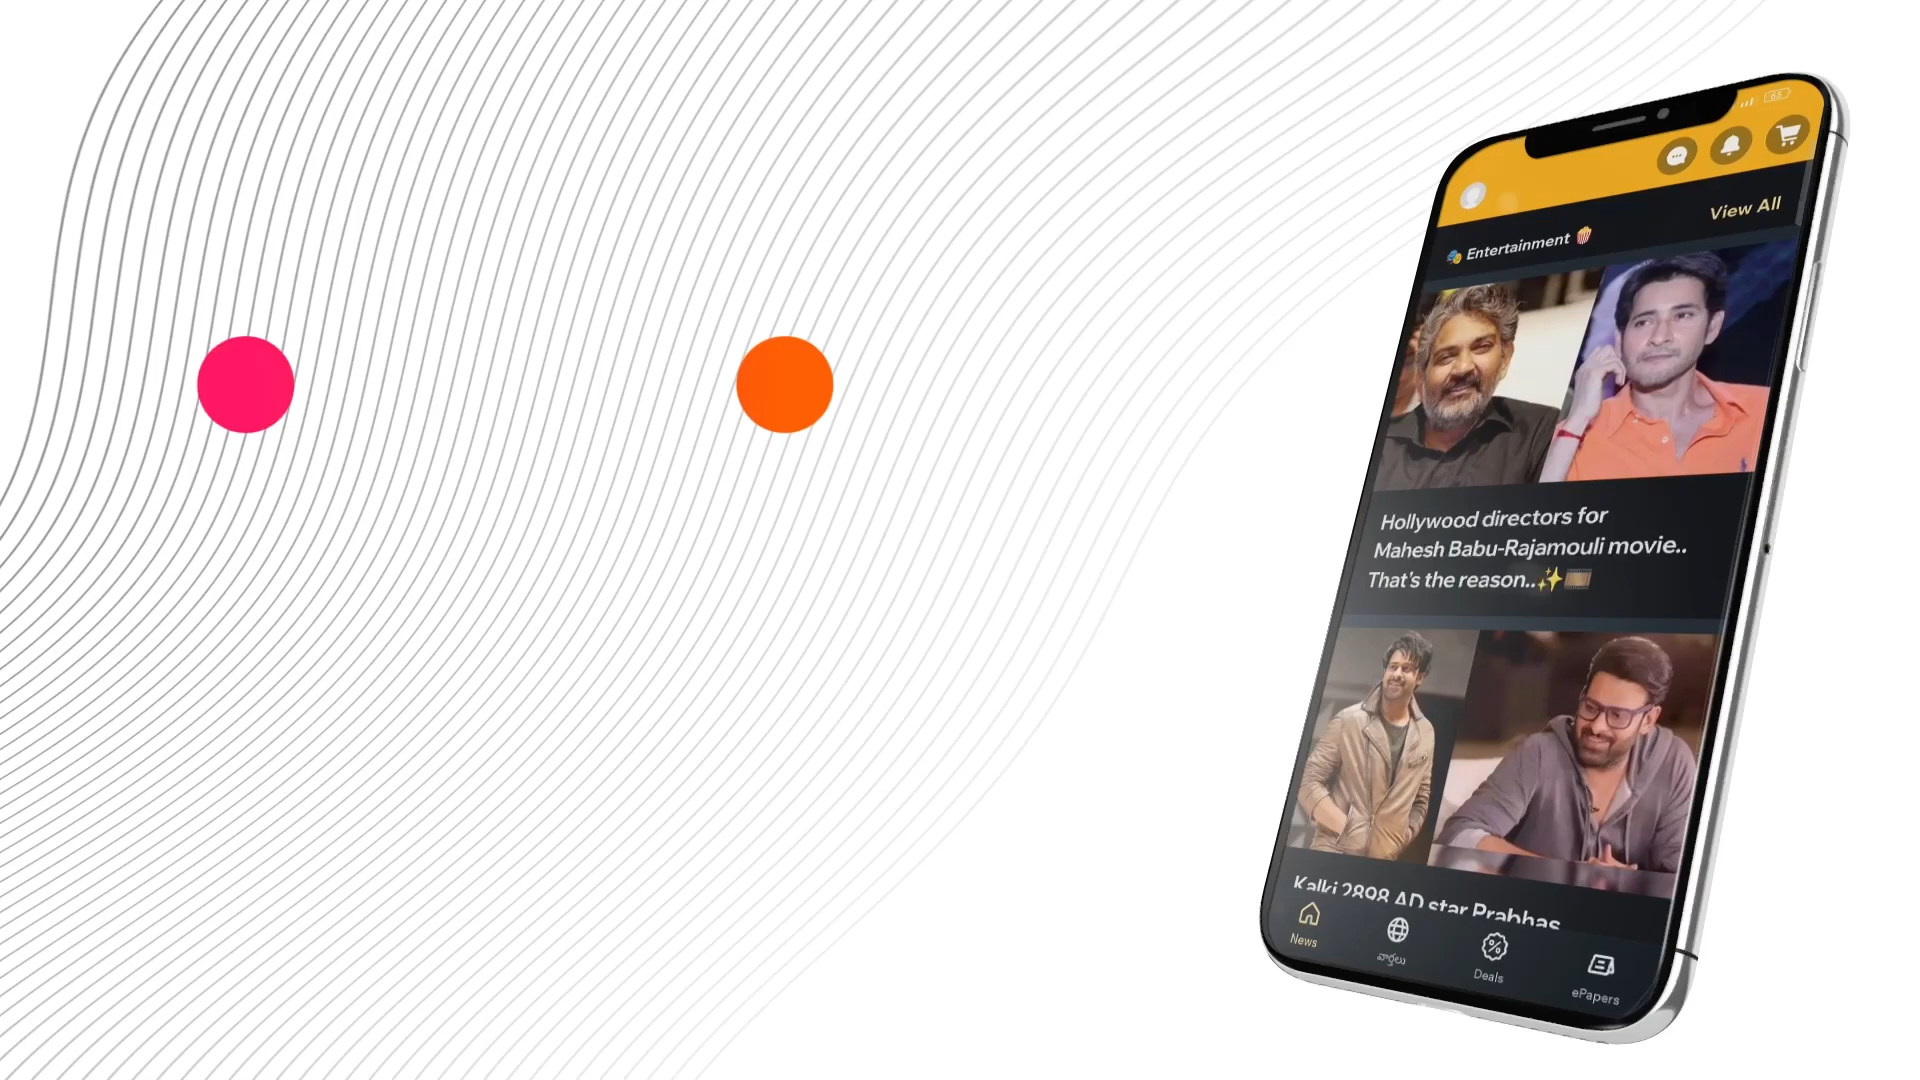 63
View All
🎭 Entertainment 🍿
Hollywood directors for
Mahesh Babu-Rajamouli movie..
That's the reason..✨🎞️
Kalki 2898 AD star Prabhas
News
వార్తలు
Deals
ePapers